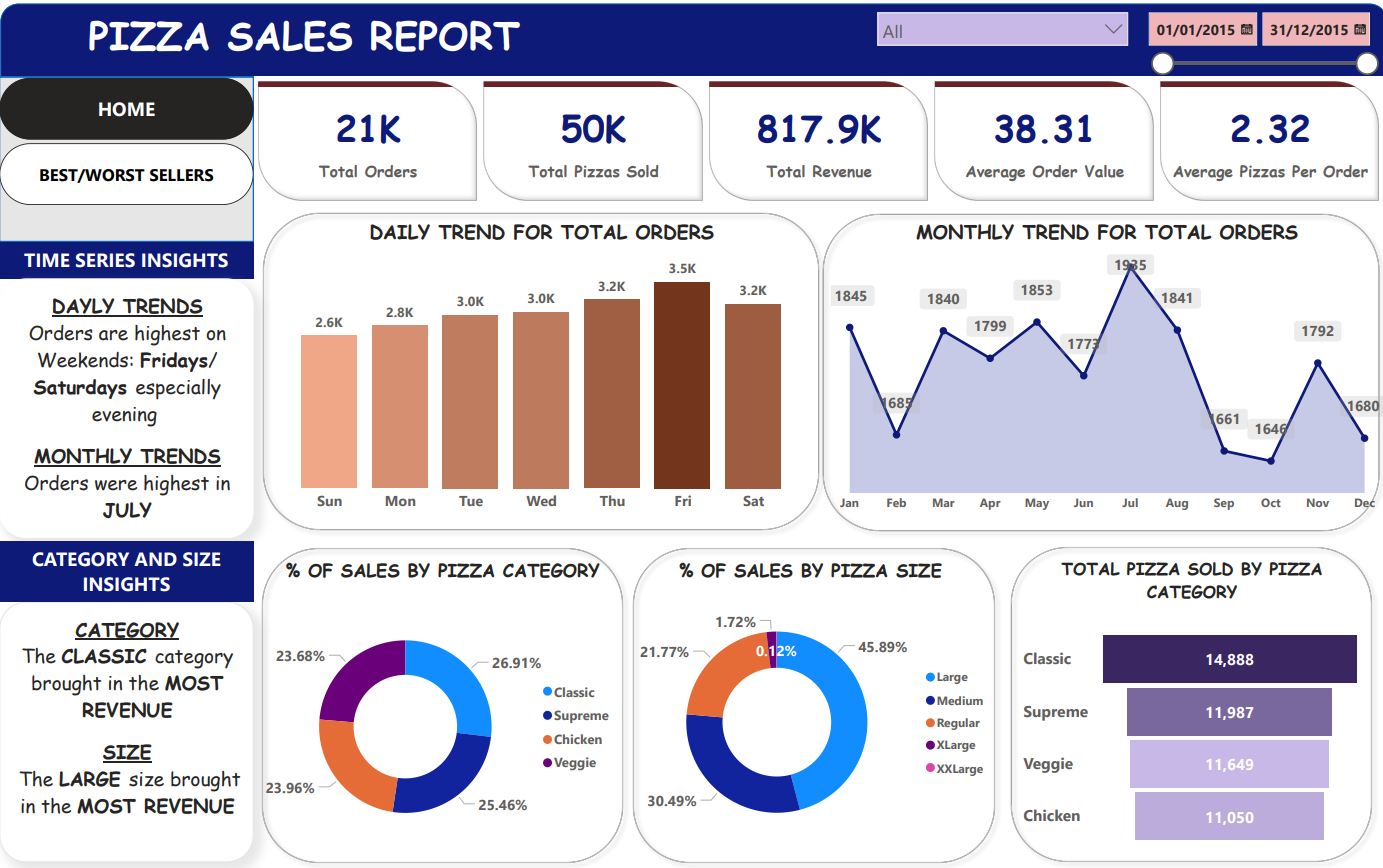 PIZZA SALES REPORT
All
01/01/2015
31/12/2015
HOME
BEST/WORST SELLERS
21K
Total Orders
50K
Total Pizzas Sold
817.9K
Total Revenue
38.31
Average Order Value
2.32
Average Pizzas Per Order
TIME SERIES INSIGHTS
DAYLY TRENDS
Orders are highest on
Weekends: Fridays/
Saturdays especially
evening
MONTHLY TRENDS
Orders were highest in
JULY
DAILY TREND FOR TOTAL ORDERS
2.6K
2.8K
3.0K
3.0K
3.2K
3.5K
3.2K
Sun
Mon
Tue
Wed
Thu
Fri
Sat
MONTHLY TREND FOR TOTAL ORDERS
1845
1685
1840
1799
1853
1773
1935
1841
1661
1646
1792
1680
Jan
Feb
Mar
Apr
May
Jun
Jul
Aug
Sep
Oct
Nov
Dec
CATEGORY AND SIZE
INSIGHTS
CATEGORY
The CLASSIC category
brought in the MOST
REVENUE
SIZE
The LARGE size brought
in the MOST REVENUE
% OF SALES BY PIZZA CATEGORY
23.68%
26.91%
23.96%
25.46%
Classic
Supreme
Chicken
Veggie
% OF SALES BY PIZZA SIZE
1.72%
0.12%
45.89%
21.77%
30.49%
Large
Medium
Regular
XLarge
XXLarge
TOTAL PIZZA SOLD BY PIZZA
CATEGORY
Classic 14,888
Supreme 11,987
Veggie 11,649
Chicken 11,050